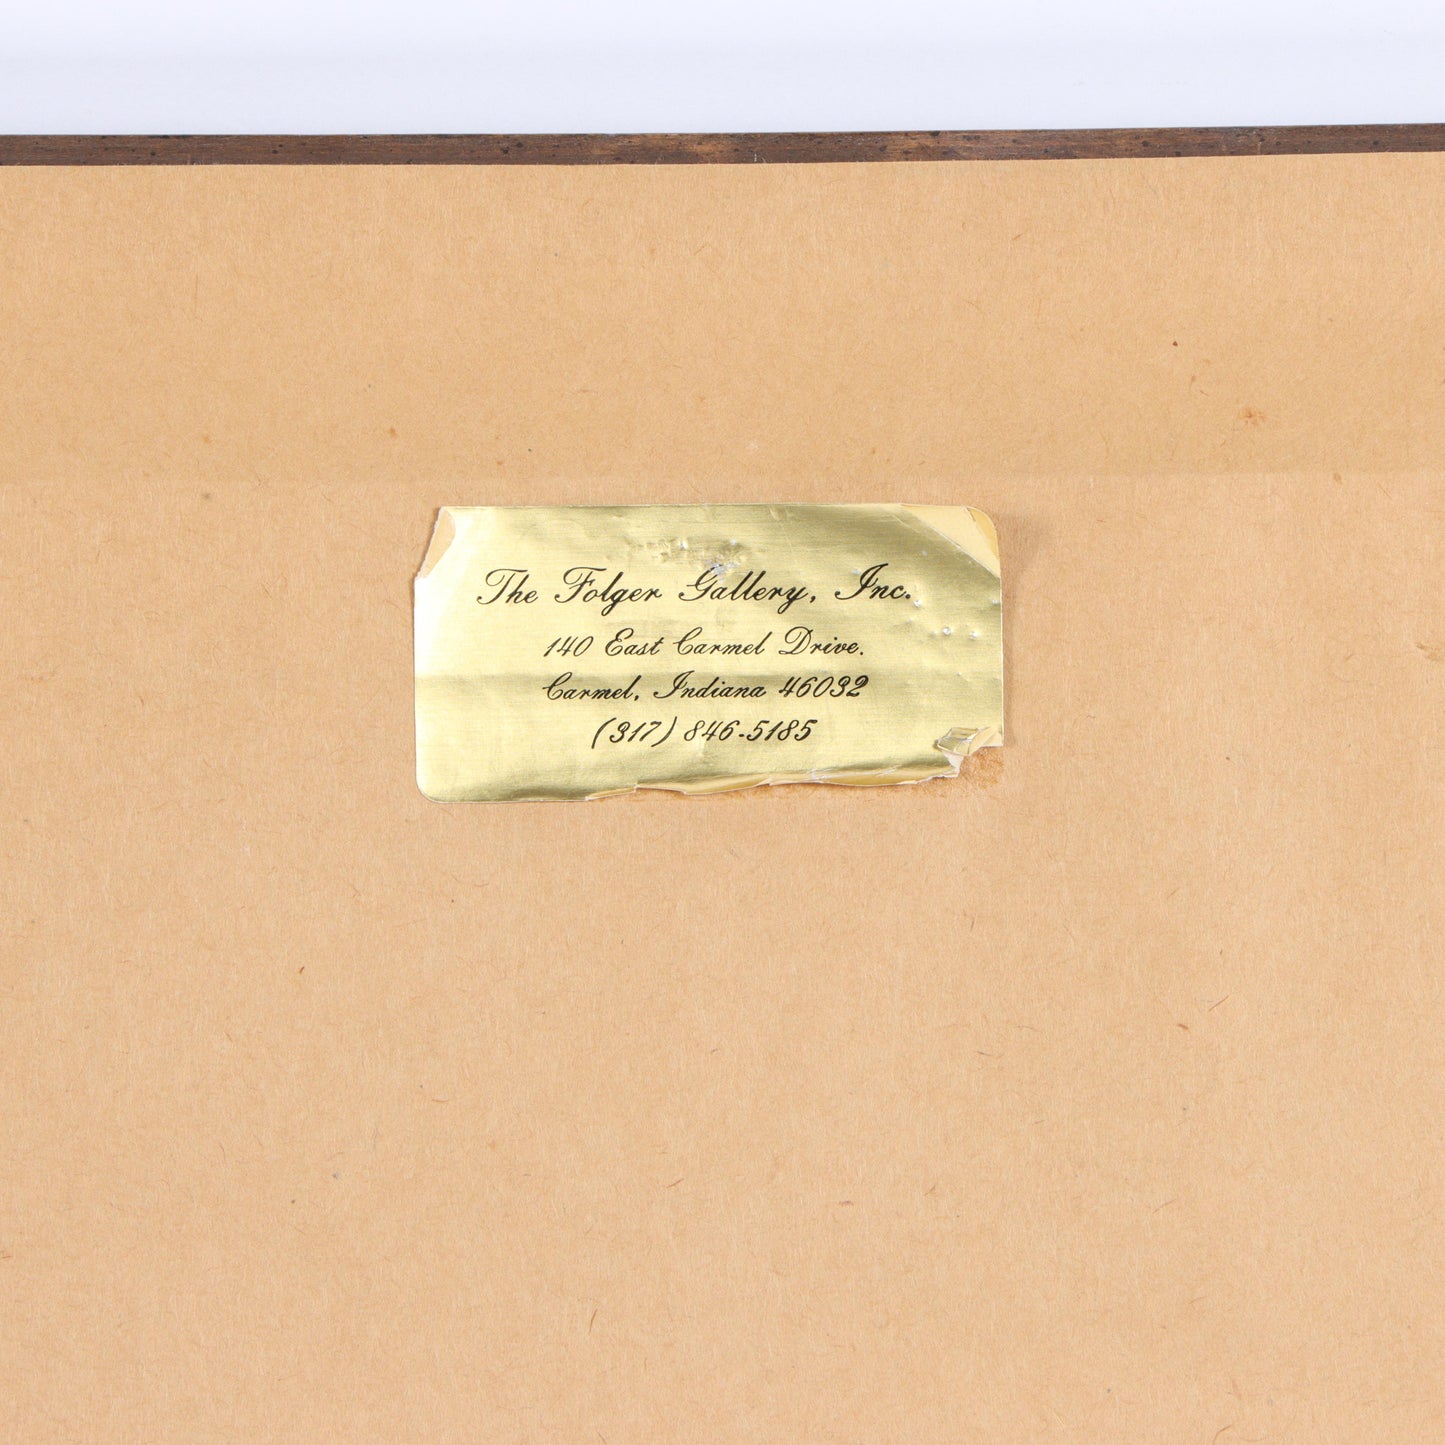 The Folger Gallery, Inc.
140 East Carmel Drive.
Carmel, Indiana 46032
(317) 846-5185